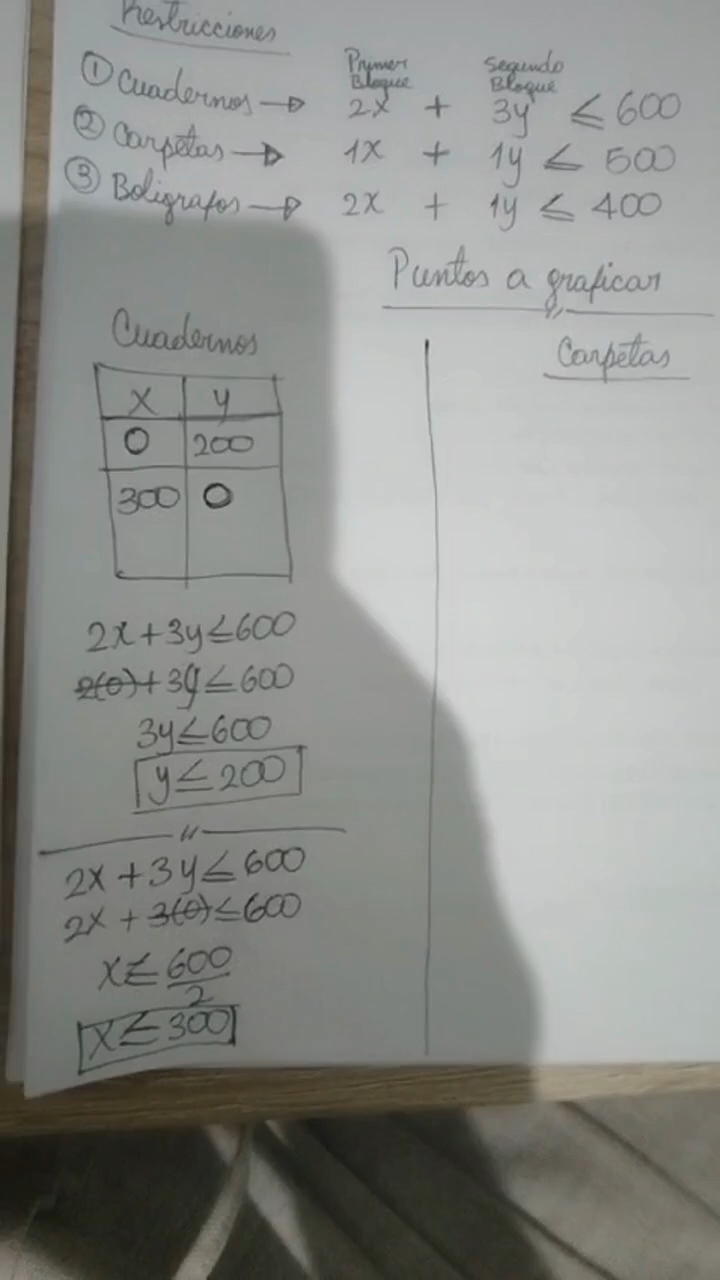 Restricciones
Primer Bloque Segundo Bloque
① Cuadernos → 2x + 3y ≤ 600
② Carpetas → 1x + 1y ≤ 500
③ Boligrafos → 2x + 1y ≤ 400
Puntos a graficar
Cuadernos
x y
0 200
300 0
2x + 3y ≤ 600
2(0) + 3y ≤ 600
3y ≤ 600
y ≤ 200
2x + 3y ≤ 600
2x + 3(0) ≤ 600
x ≤ 600/2
x ≤ 300
Carpetas